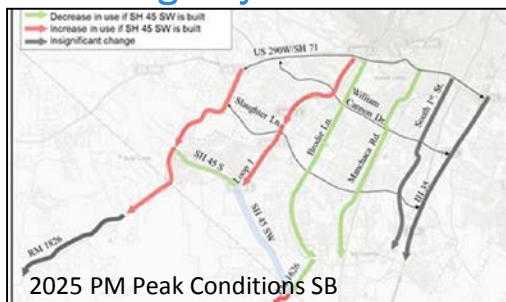 Decrease in use if SH 45 SW is built
Increase in use if SH 45 SW is built
Insignificant change
US 290W/SH 71
Slaughter Ln.
William
Cannon Dr.
Brodie Ln.
Manchaca Rd.
South 1st St.
IH 35
SH 45 S
Loop 1
SH 45 SW
RM 1826
1626
2025 PM Peak Conditions SB